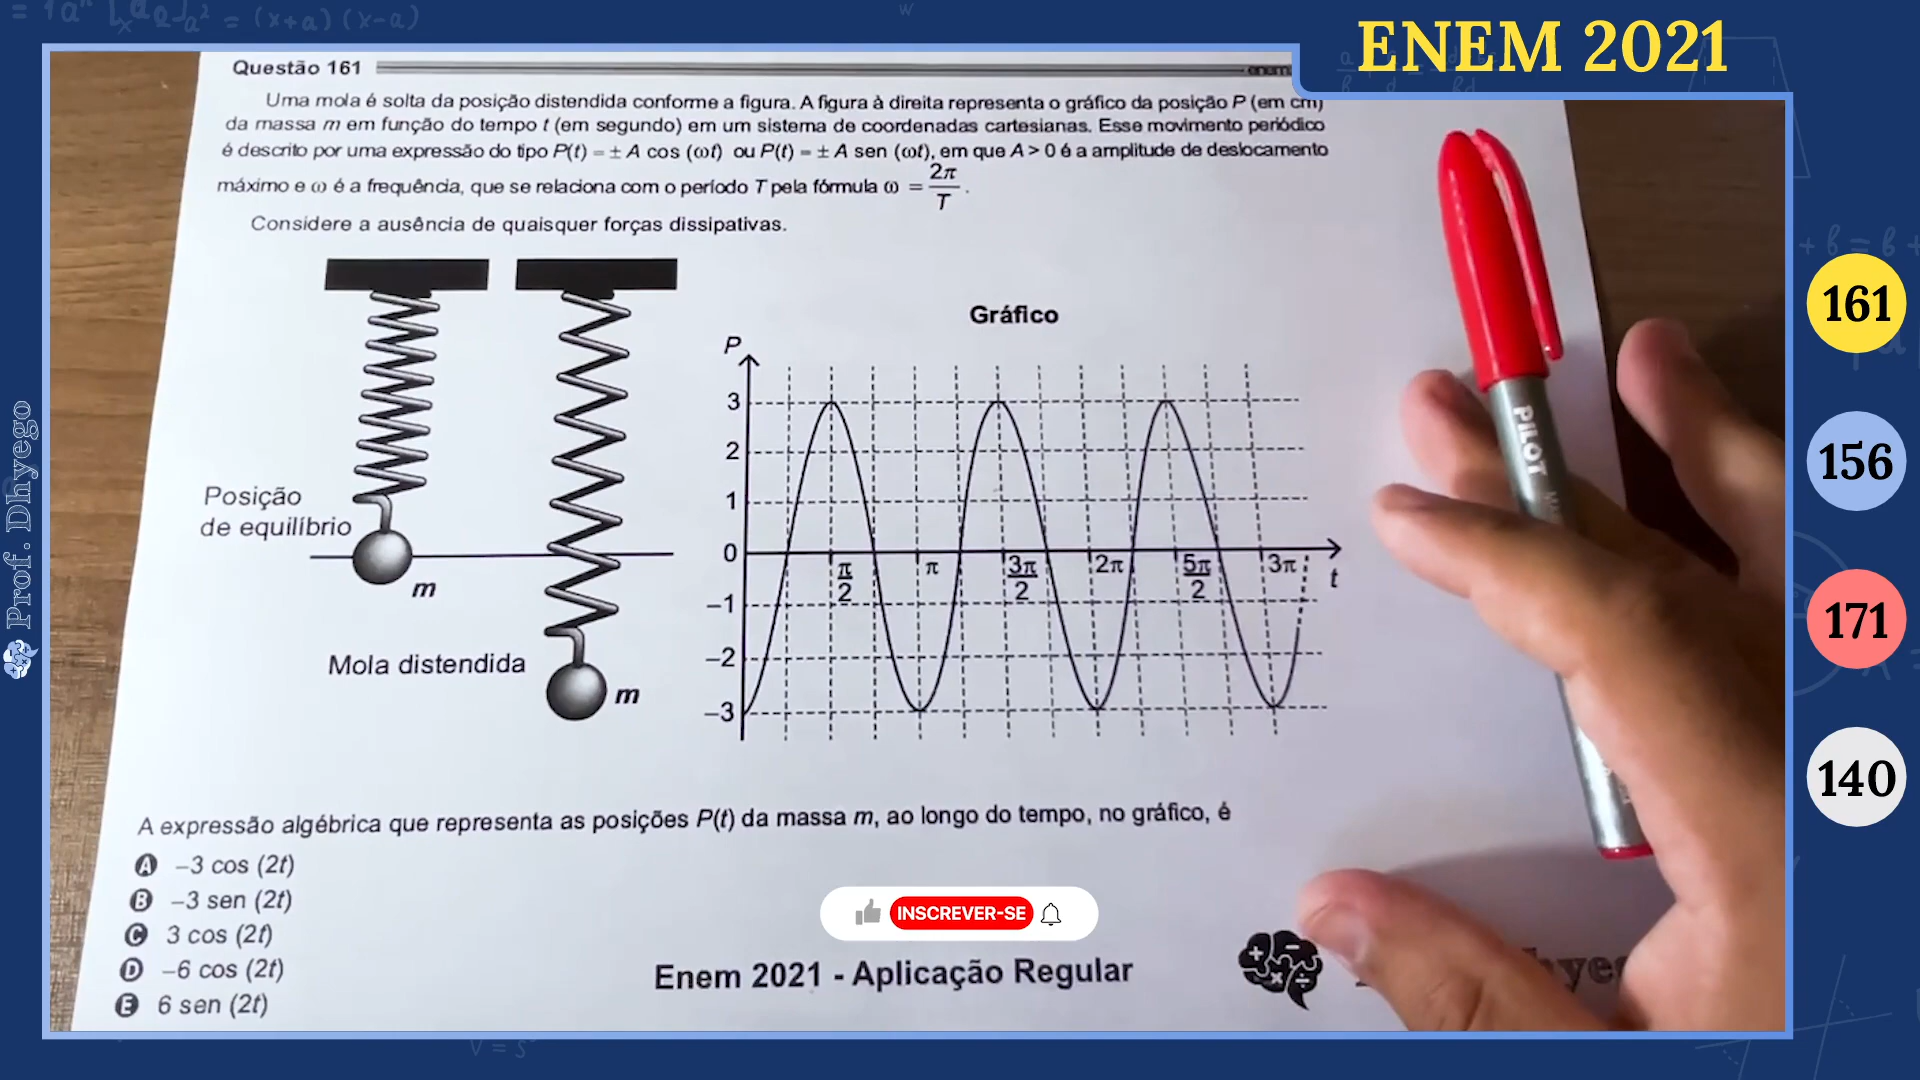 ENEM 2021
Questão 161
Uma mola é solta da posição distendida conforme a figura. A figura à direita representa o gráfico da posição P (em cm)
da massa m em função do tempo t (em segundo) em um sistema de coordenadas cartesianas. Esse movimento periódico
é descrito por uma expressão do tipo P(t) = ± A cos (ωt) ou P(t) = ± A sen (ωt), em que A > 0 é a amplitude de deslocamento
máximo e ω é a frequência, que se relaciona com o período T pela fórmula ω = 2π/T.
Considere a ausência de quaisquer forças dissipativas.
Gráfico
P
3
2
1
0
–1
–2
–3
π/2 π 3π/2 2π 5π/2 3π t
Posição
de equilíbrio
m
Mola distendida
m
A expressão algébrica que representa as posições P(t) da massa m, ao longo do tempo, no gráfico, é
A –3 cos (2t)
B –3 sen (2t)
C 3 cos (2t)
D –6 cos (2t)
E 6 sen (2t)
INSCREVER-SE
Enem 2021 - Aplicação Regular
PILOT
161
156
171
140
Prof. Dhyego